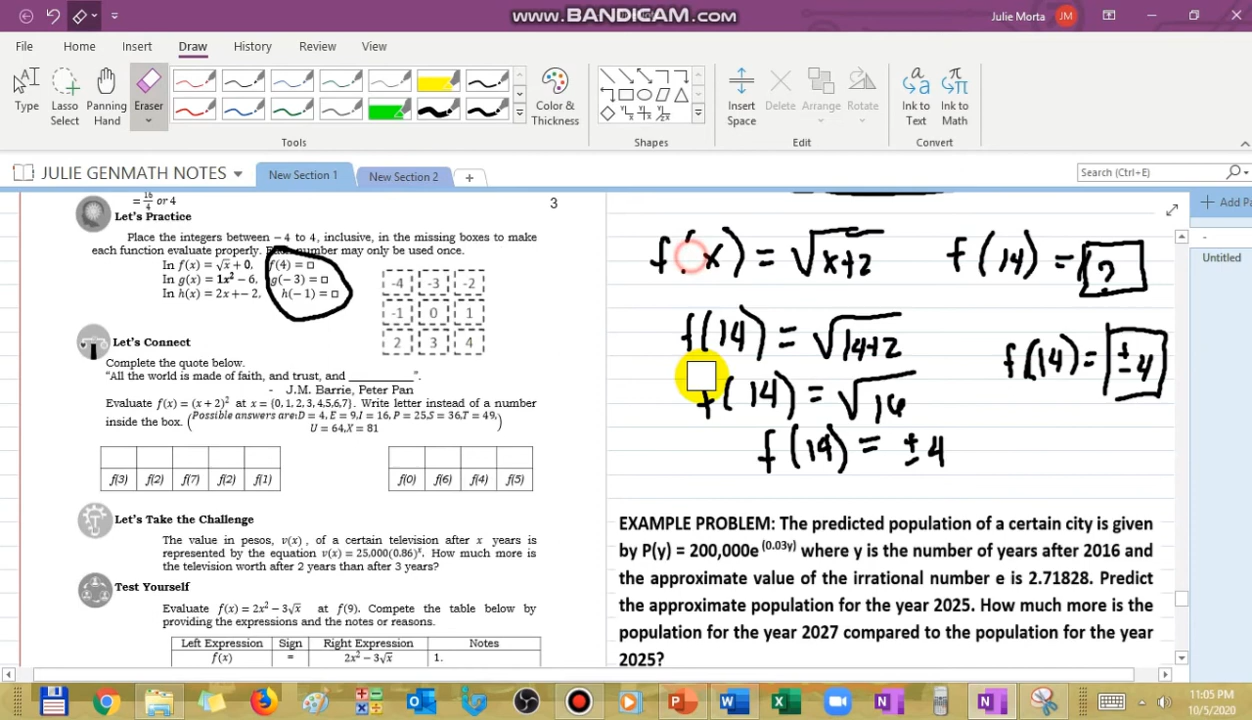 www.BANDICAM.com
Julie Morta JM
File Home Insert Draw History Review View
Type Lasso Select Panning Hand Eraser Color & Thickness Insert Space Delete Arrange Rotate Ink to Text Ink to Math
Tools Shapes Edit Convert
JULIE GENMATH NOTES New Section 1 New Section 2 + Search (Ctrl+E)
= 16/4 or 4
3
Let's Practice
Place the integers between −4 to 4, inclusive, in the missing boxes to make
each function evaluate properly. Each number may only be used once.
In f(x) = √x + 0, f(4) = □
In g(x) = 1x² − 6, g(−3) = □
In h(x) = 2x +− 2, h(−1) = □
-4 -3 -2
-1 0 1
2 3 4
Let's Connect
Complete the quote below.
"All the world is made of faith, and trust, and ___________".
- J.M. Barrie, Peter Pan
Evaluate f(x) = (x + 2)² at x = {0, 1, 2, 3, 4, 5, 6, 7}. Write letter instead of a number
inside the box. (Possible answers are: D = 4, E = 9, I = 16, P = 25, S = 36, T = 49,
U = 64, X = 81)
f(3) f(2) f(7) f(2) f(1)
f(0) f(6) f(4) f(5)
Let's Take the Challenge
The value in pesos, v(x), of a certain television after x years is
represented by the equation v(x) = 25,000(0.86)ˣ. How much more is
the television worth after 2 years than after 3 years?
Test Yourself
Evaluate f(x) = 2x² − 3√x at f(9). Compete the table below by
providing the expressions and the notes or reasons.
Left Expression Sign Right Expression Notes
f(x) = 2x² − 3√x 1.
f(x) = √x+2 f(14) = ?
f(14) = √14+2
f(14) = ±4
f(14) = √16
f(14) = ±4
EXAMPLE PROBLEM: The predicted population of a certain city is given
by P(y) = 200,000e (0.03y) where y is the number of years after 2016 and
the approximate value of the irrational number e is 2.71828. Predict
the approximate population for the year 2025. How much more is the
population for the year 2027 compared to the population for the year
2025?
+ Add Pa
Untitled
11:05 PM
10/5/2020